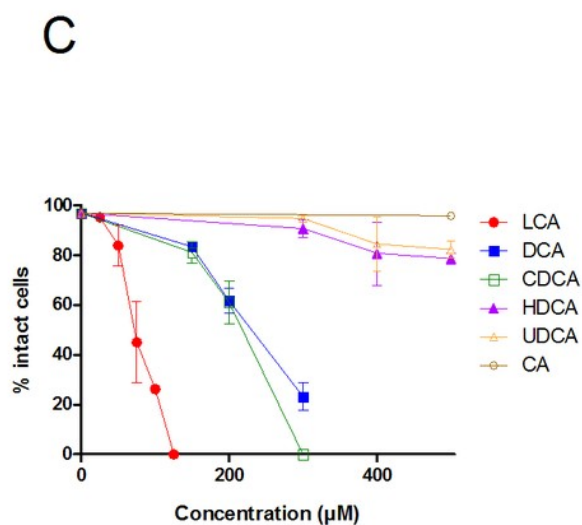 C
% intact cells
100
80
60
40
20
0
0
200
400
Concentration (µM)
LCA
DCA
CDCA
HDCA
UDCA
CA